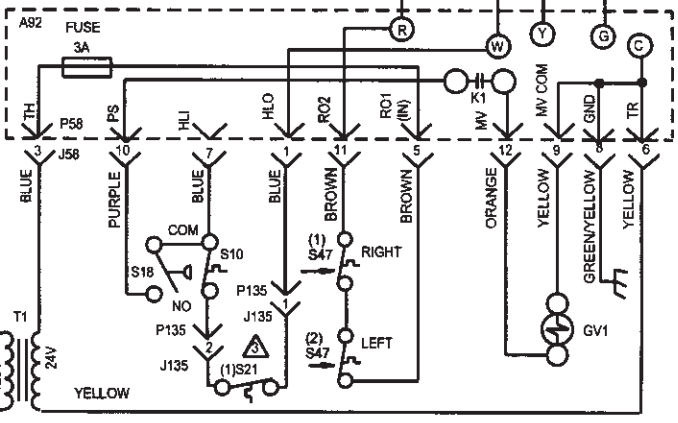 A92
FUSE
3A
R
W
Y
G
C
K1
TH
P58
PS
HLI
HLO
RO2
RO1
(IN)
MV
MV COM
GND
TR
3
J58
10
7
1
11
5
12
9
8
6
BLUE
PURPLE
BLUE
BLUE
BROWN
BROWN
ORANGE
YELLOW
GREEN/YELLOW
YELLOW
COM
S18
S10
NO
(1)
S47
RIGHT
P135
1
J135
P135
2
J135
3
(1)S21
(2)
S47
LEFT
GV1
T1
24V
YELLOW